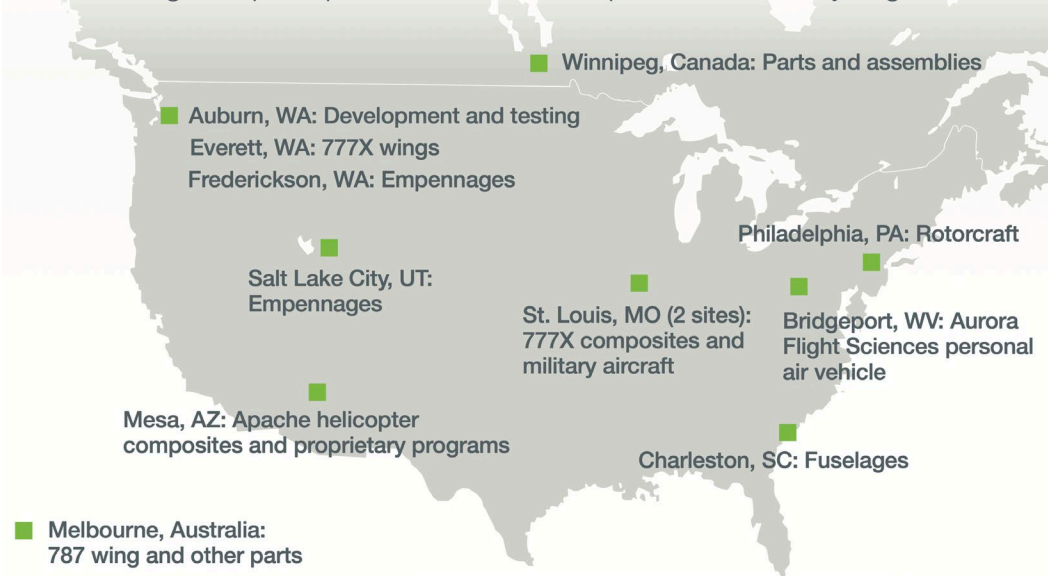 Winnipeg, Canada: Parts and assemblies
Auburn, WA: Development and testing
Everett, WA: 777X wings
Frederickson, WA: Empennages
Philadelphia, PA: Rotorcraft
Salt Lake City, UT:
Empennages
St. Louis, MO (2 sites):
777X composites and
military aircraft
Bridgeport, WV: Aurora
Flight Sciences personal
air vehicle
Mesa, AZ: Apache helicopter
composites and proprietary programs
Charleston, SC: Fuselages
Melbourne, Australia:
787 wing and other parts